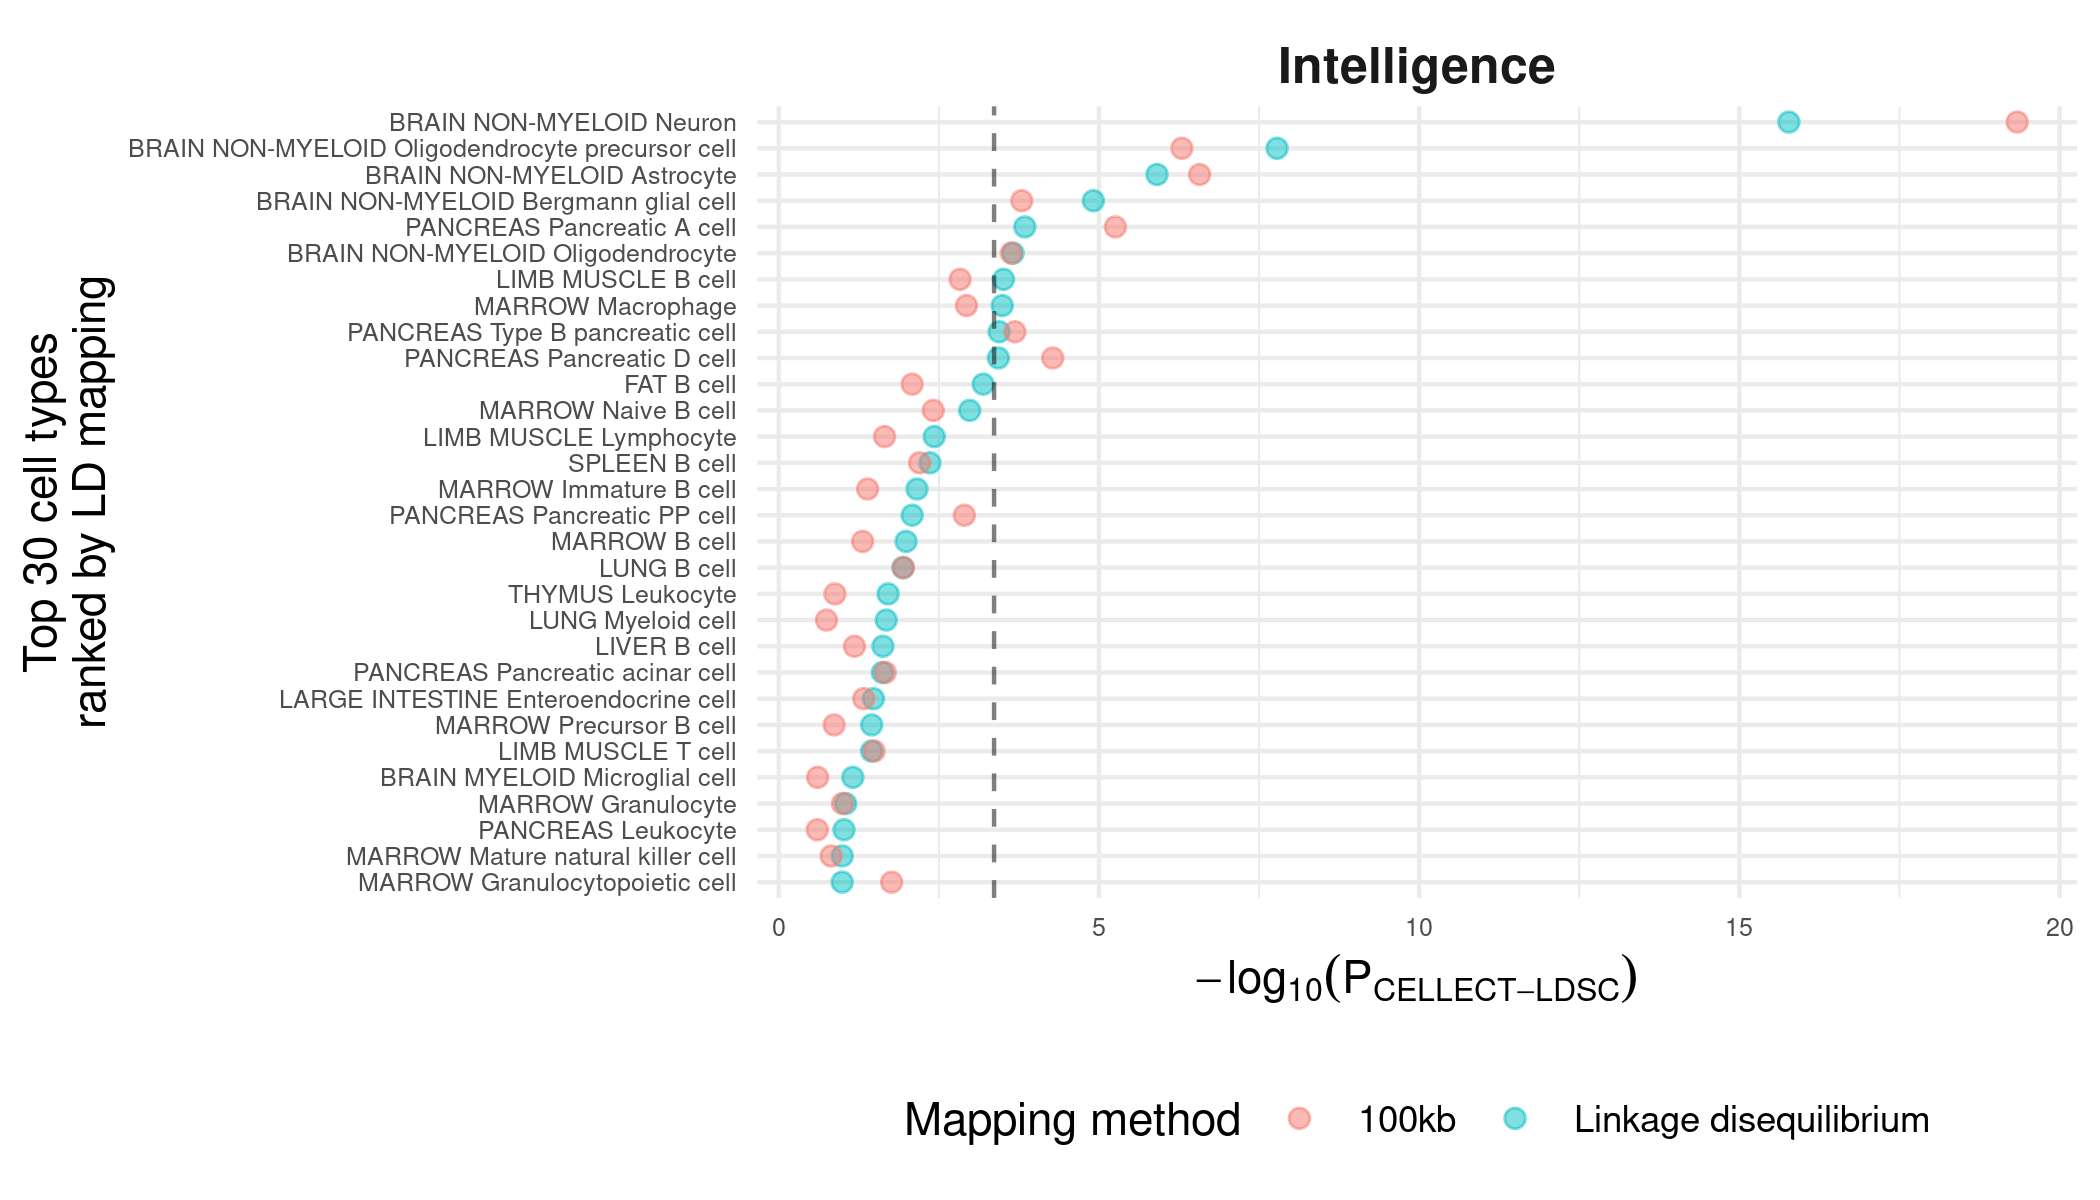 Intelligence
BRAIN NON-MYELOID Neuron
BRAIN NON-MYELOID Oligodendrocyte precursor cell
BRAIN NON-MYELOID Astrocyte
BRAIN NON-MYELOID Bergmann glial cell
PANCREAS Pancreatic A cell
BRAIN NON-MYELOID Oligodendrocyte
LIMB MUSCLE B cell
MARROW Macrophage
PANCREAS Type B pancreatic cell
PANCREAS Pancreatic D cell
FAT B cell
MARROW Naive B cell
LIMB MUSCLE Lymphocyte
SPLEEN B cell
MARROW Immature B cell
PANCREAS Pancreatic PP cell
MARROW B cell
LUNG B cell
THYMUS Leukocyte
LUNG Myeloid cell
LIVER B cell
PANCREAS Pancreatic acinar cell
LARGE INTESTINE Enteroendocrine cell
MARROW Precursor B cell
LIMB MUSCLE T cell
BRAIN MYELOID Microglial cell
MARROW Granulocyte
PANCREAS Leukocyte
MARROW Mature natural killer cell
MARROW Granulocytopoietic cell
Top 30 cell types
ranked by LD mapping
0 5 10 15 20
−log10(PCELLECT−LDSC)
Mapping method 100kb Linkage disequilibrium